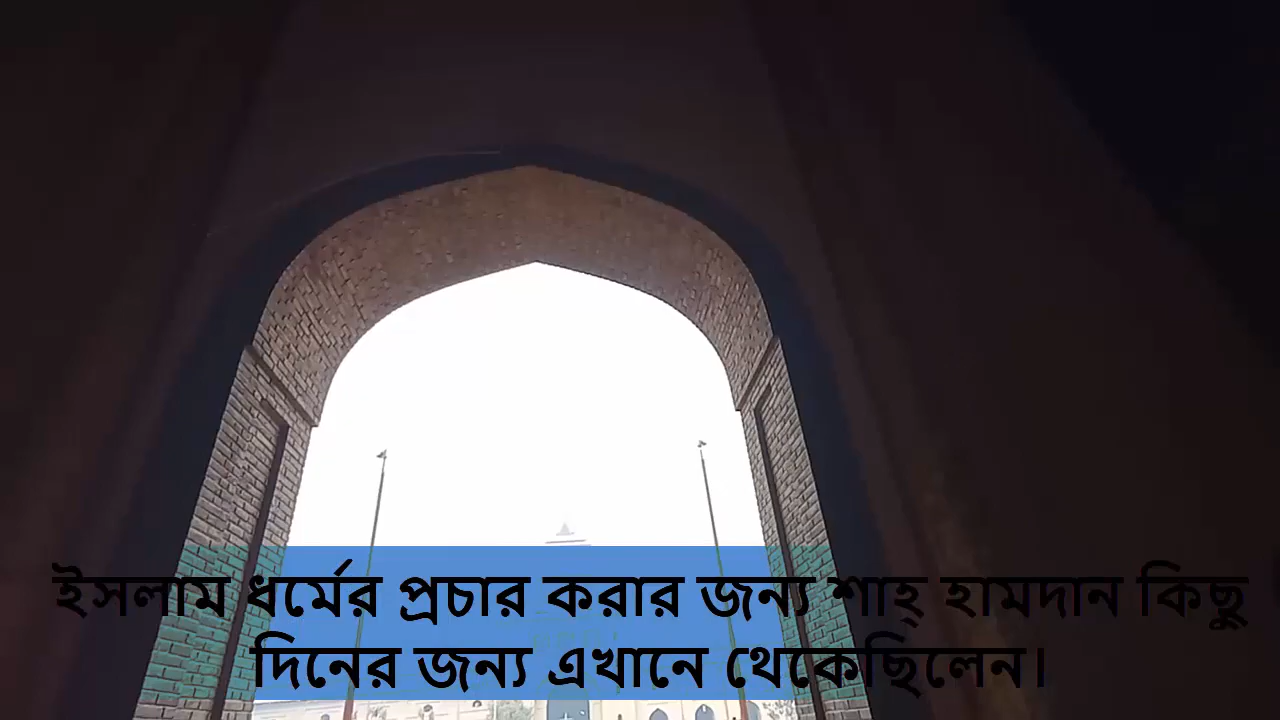 ইসলাম ধর্মের প্রচার করার জন্য শাহ্ হামদান কিছু
দিনের জন্য এখানে থেকেছিলেন।